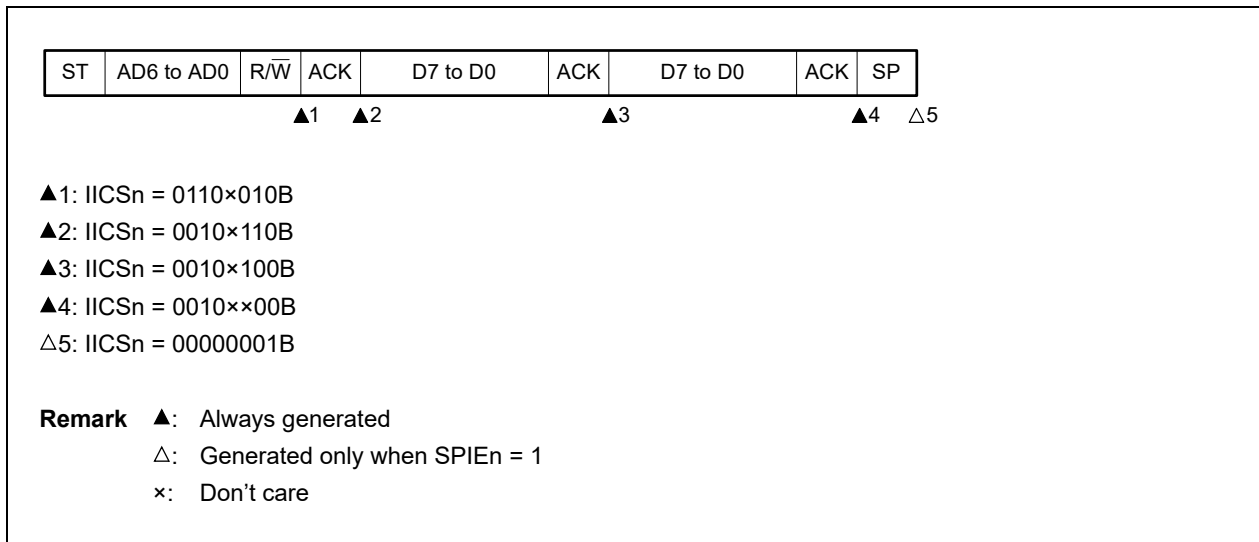 ST AD6 to AD0 R/W̅ ACK D7 to D0 ACK D7 to D0 ACK SP
▲1 ▲2 ▲3 ▲4 △5
▲1: IICSn = 0110×010B
▲2: IICSn = 0010×110B
▲3: IICSn = 0010×100B
▲4: IICSn = 0010××00B
△5: IICSn = 00000001B
Remark ▲: Always generated
△: Generated only when SPIEn = 1
×: Don't care